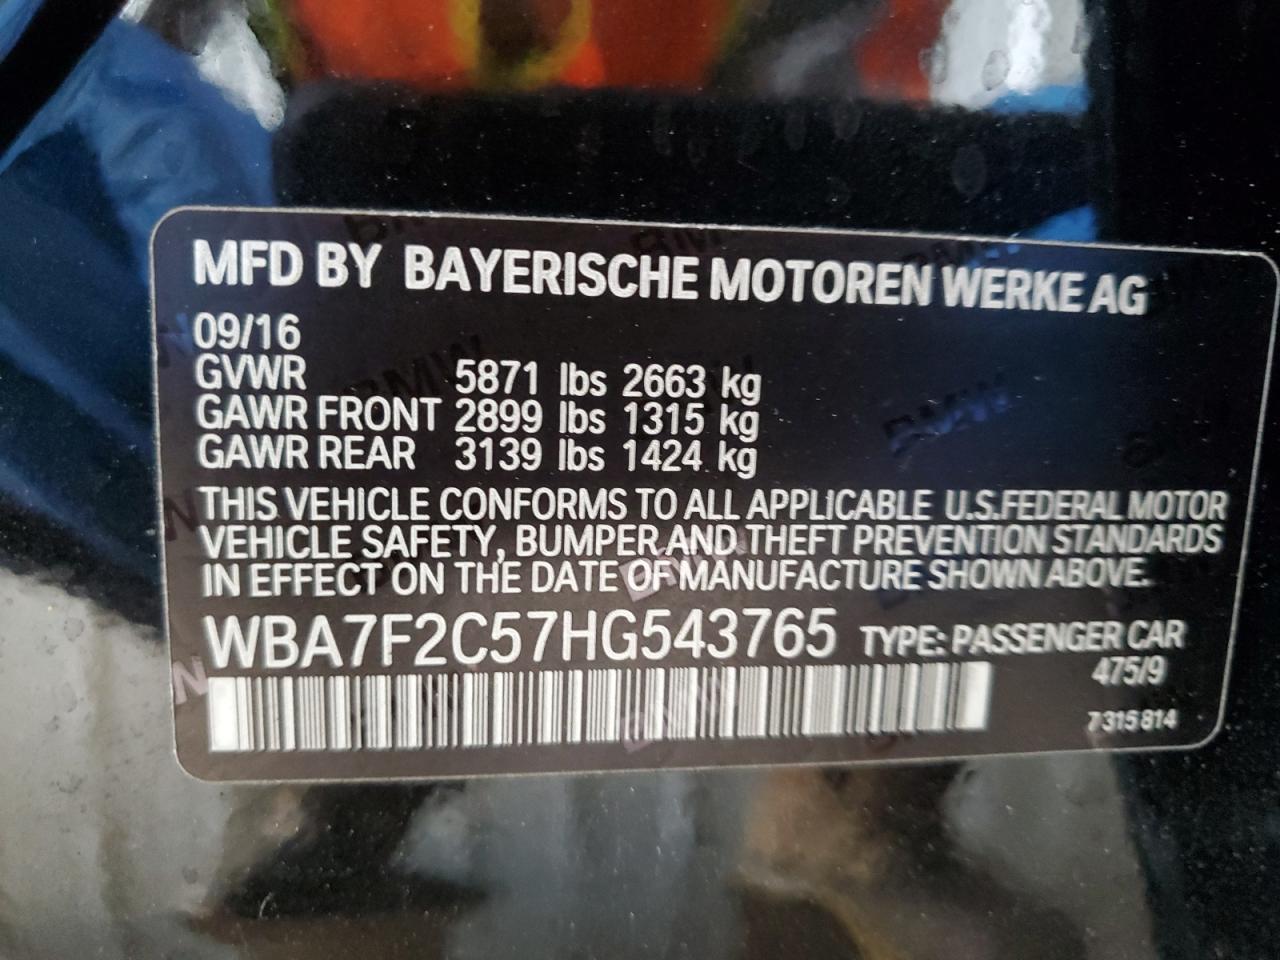 MFD BY BAYERISCHE MOTOREN WERKE AG
09/16
GVWR 5871 lbs 2663 kg
GAWR FRONT 2899 lbs 1315 kg
GAWR REAR 3139 lbs 1424 kg
THIS VEHICLE CONFORMS TO ALL APPLICABLE U.S.FEDERAL MOTOR
VEHICLE SAFETY, BUMPER AND THEFT PREVENTION STANDARDS
IN EFFECT ON THE DATE OF MANUFACTURE SHOWN ABOVE.
WBA7F2C57HG543765 TYPE: PASSENGER CAR
475/9
7 315 814